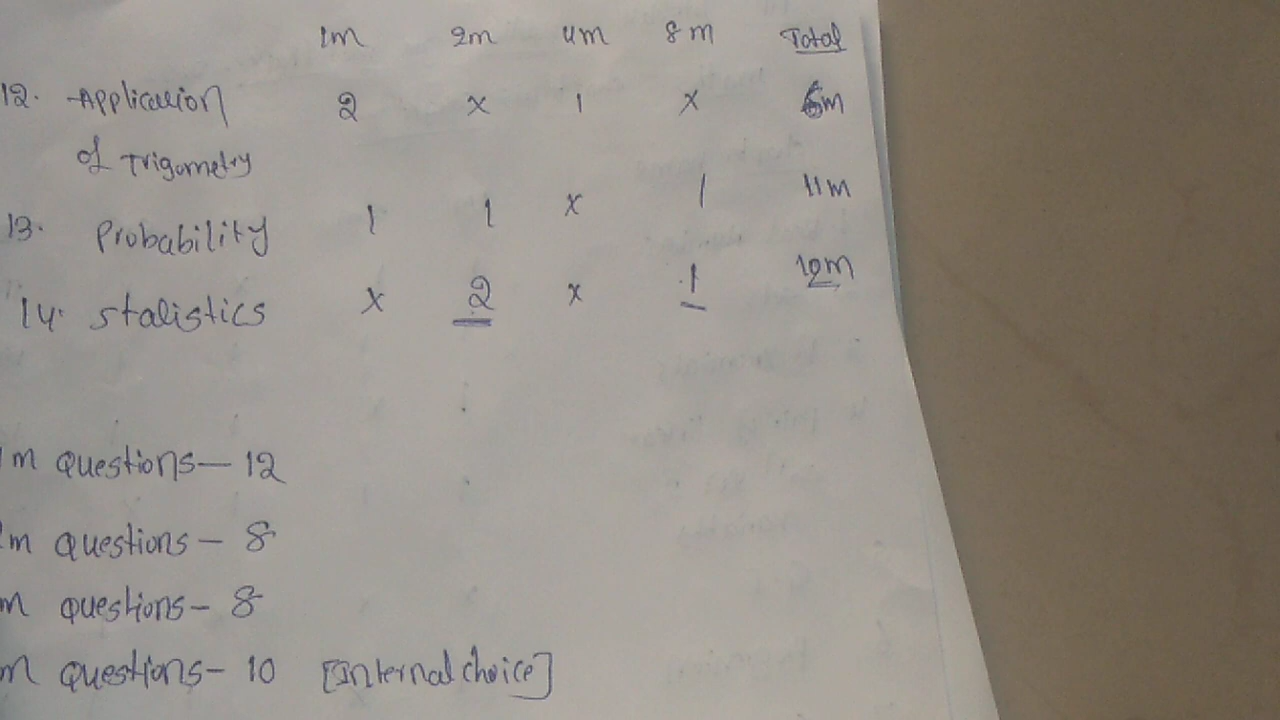 1m 2m 4m 8m Total
12. Application 2 x 1 x 6m
of Trigometry
13. Probability 1 1 x 1 11m
14. Statistics x 2 x 1 12m
m questions- 12
m questions - 8
m questions- 8
m questions- 10 [Internal choice]